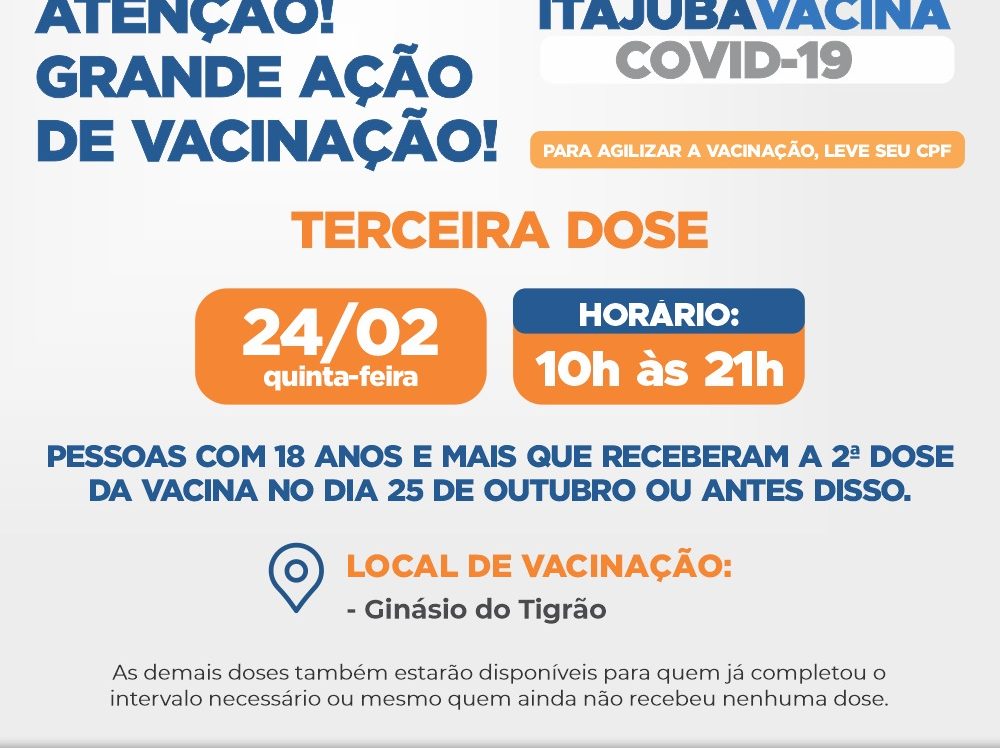 ATENÇÃO!
GRANDE AÇÃO
DE VACINAÇÃO!
ITAJUBÁVACINA
COVID-19
PARA AGILIZAR A VACINAÇÃO, LEVE SEU CPF
TERCEIRA DOSE
24/02
quinta-feira
HORÁRIO:
10h às 21h
PESSOAS COM 18 ANOS E MAIS QUE RECEBERAM A 2ª DOSE
DA VACINA NO DIA 25 DE OUTUBRO OU ANTES DISSO.
LOCAL DE VACINAÇÃO:
- Ginásio do Tigrão
As demais doses também estarão disponíveis para quem já completou o
intervalo necessário ou mesmo quem ainda não recebeu nenhuma dose.